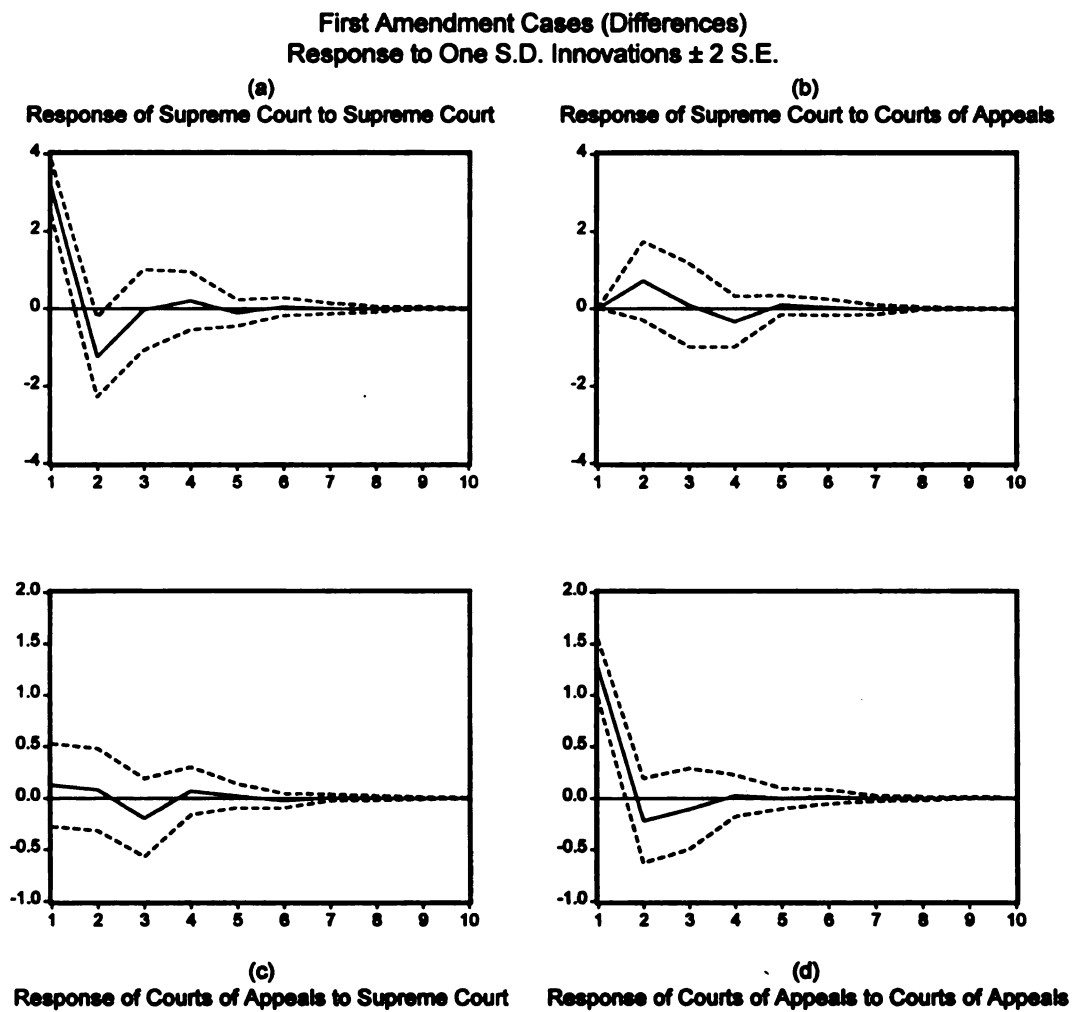 First Amendment Cases (Differences)
Response to One S.D. Innovations ± 2 S.E.
(a)
Response of Supreme Court to Supreme Court
4
2
0
-2
-4
1 2 3 4 5 6 7 8 9 10
(b)
Response of Supreme Court to Courts of Appeals
4
2
0
-2
-4
1 2 3 4 5 6 7 8 9 10
2.0
1.5
1.0
0.5
0.0
-0.5
-1.0
1 2 3 4 5 6 7 8 9 10
(c)
Response of Courts of Appeals to Supreme Court
2.0
1.5
1.0
0.5
0.0
-0.5
-1.0
1 2 3 4 5 6 7 8 9 10
(d)
Response of Courts of Appeals to Courts of Appeals